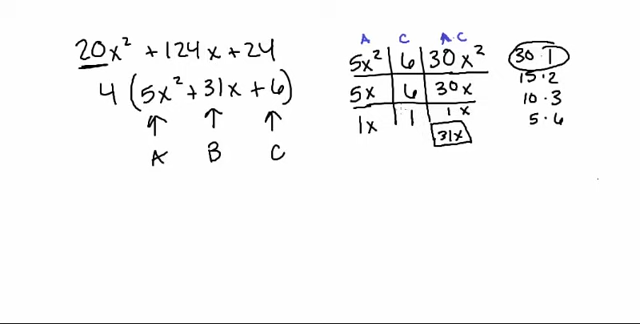 20x² + 124x + 24
4 (5x² + 31x + 6)
A B C
A C A·C
5x² 6 30x²
5x 6 30x
1x 1 1x
31x
30·1
15·2
10·3
5·6